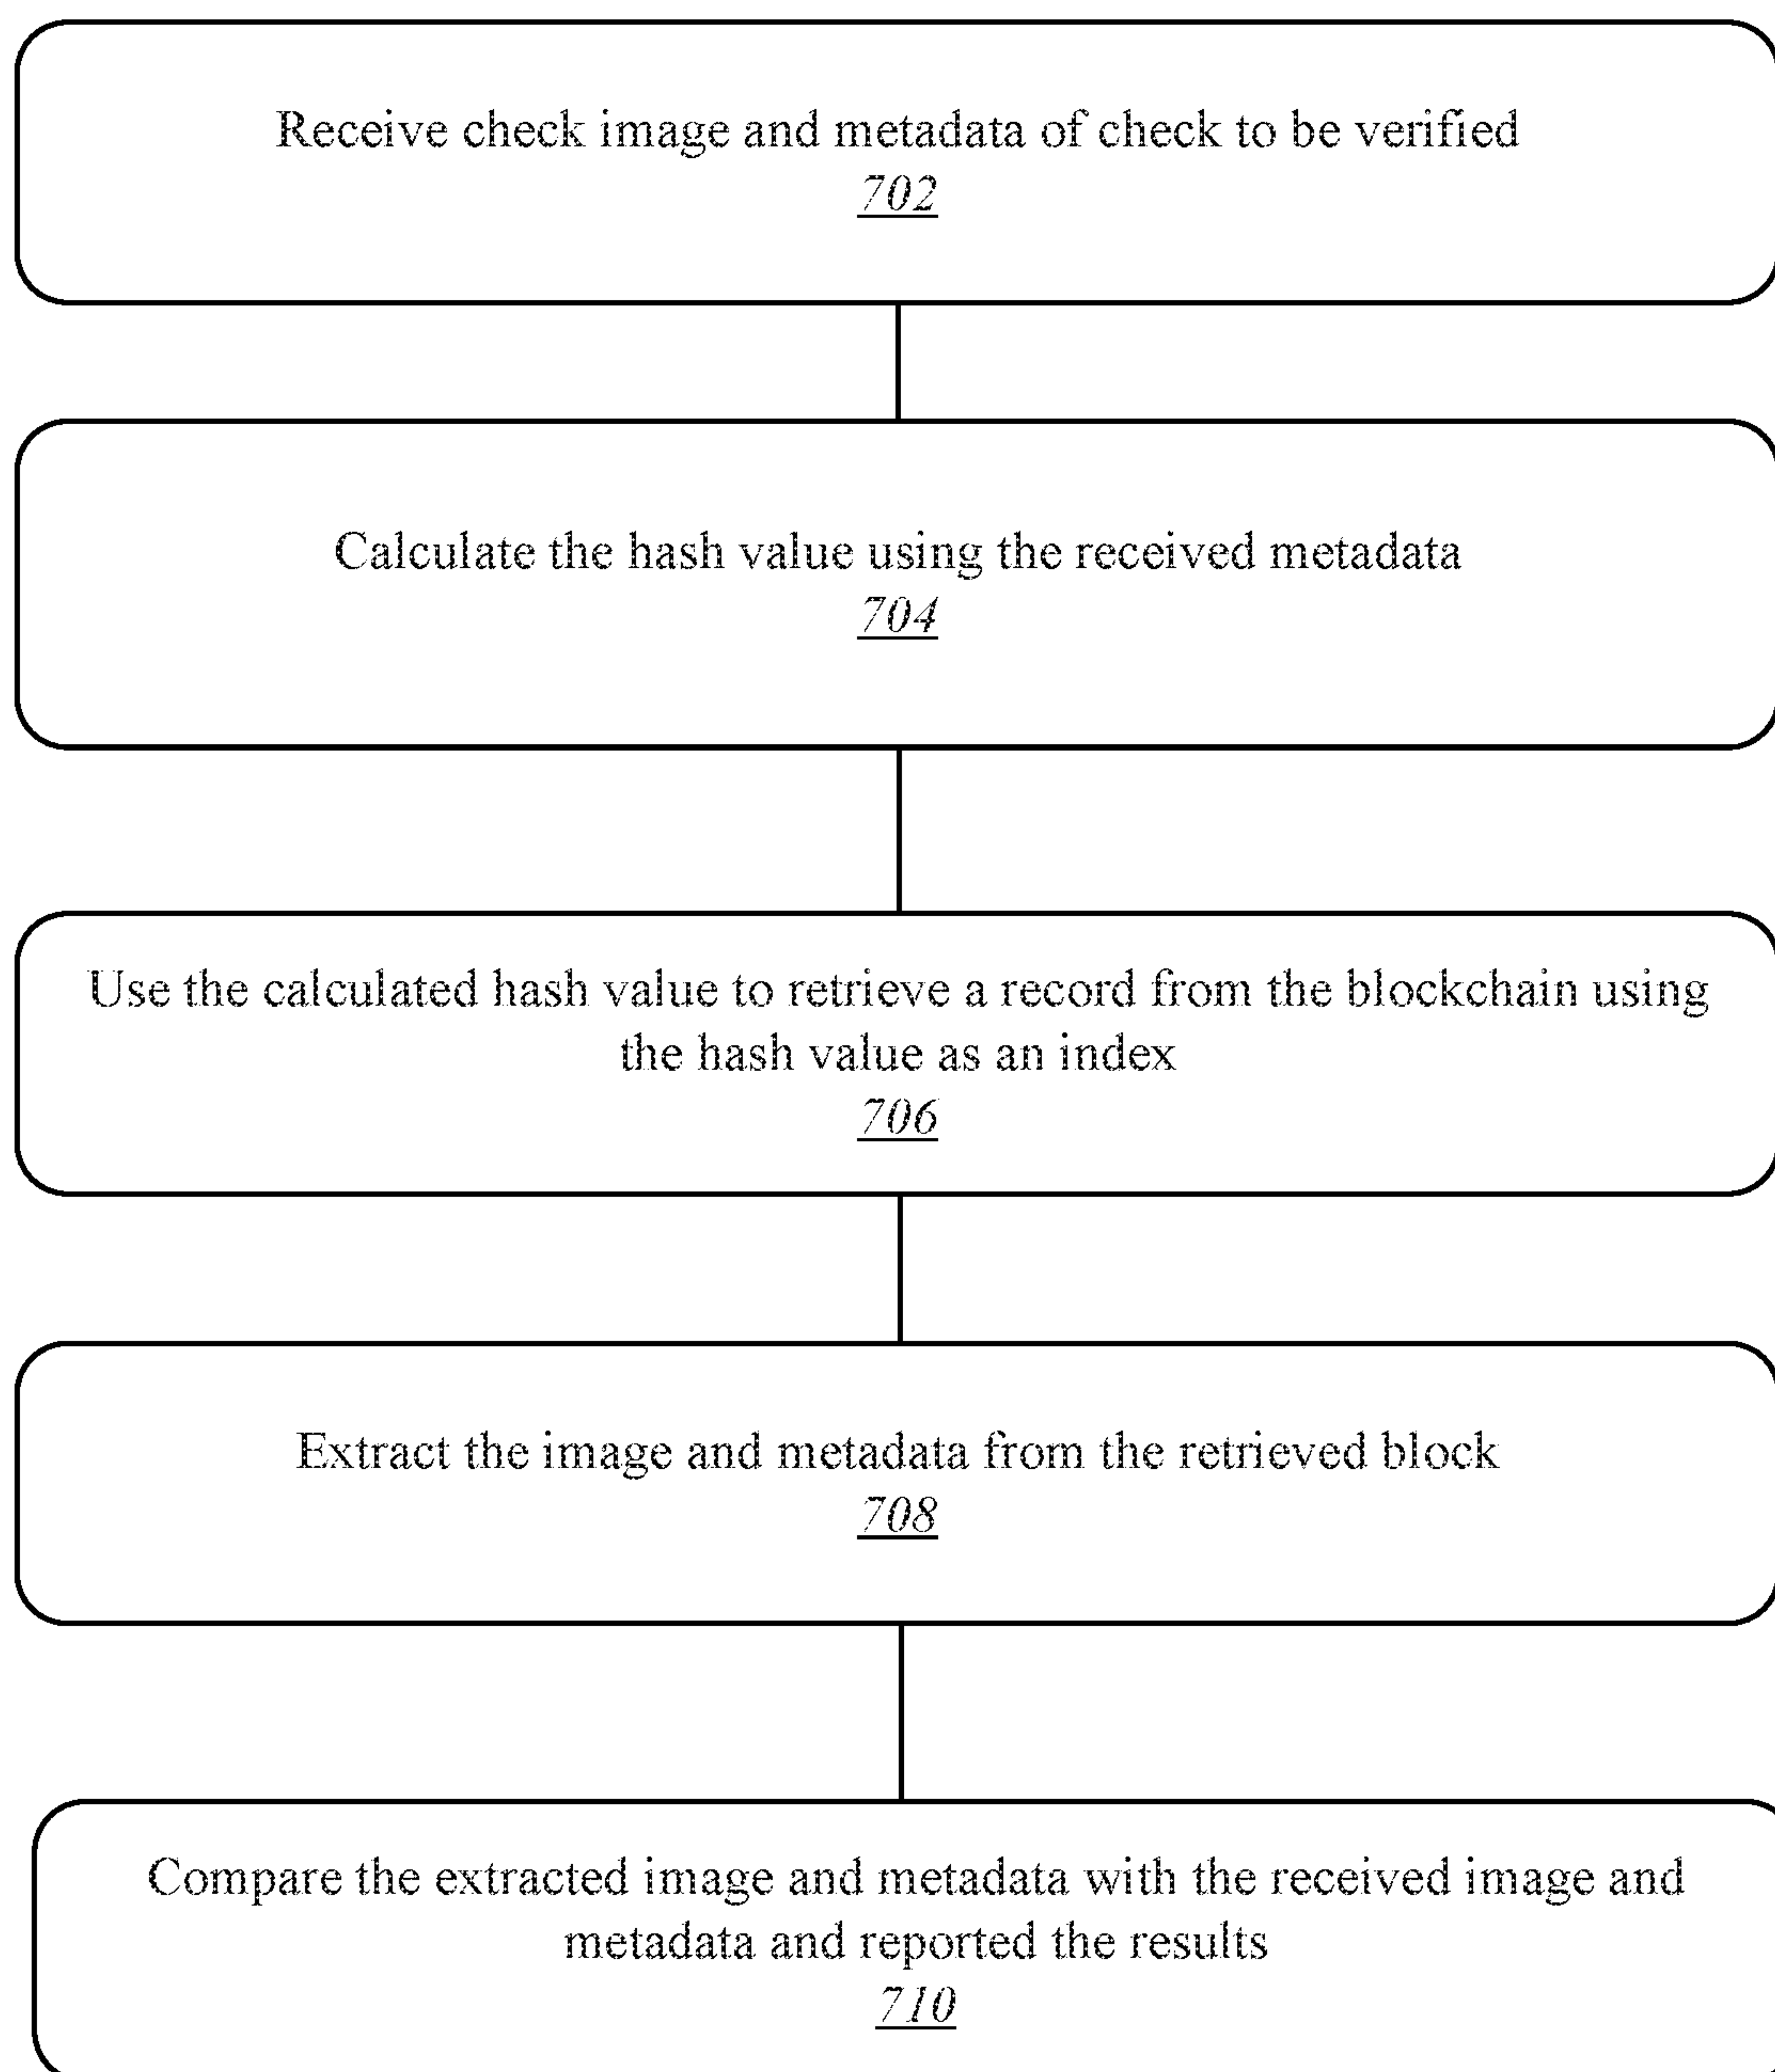 Receive check image and metadata of check to be verified
702
Calculate the hash value using the received metadata
704
Use the calculated hash value to retrieve a record from the blockchain using
the hash value as an index
706
Extract the image and metadata from the retrieved block
708
Compare the extracted image and metadata with the received image and
metadata and reported the results
710